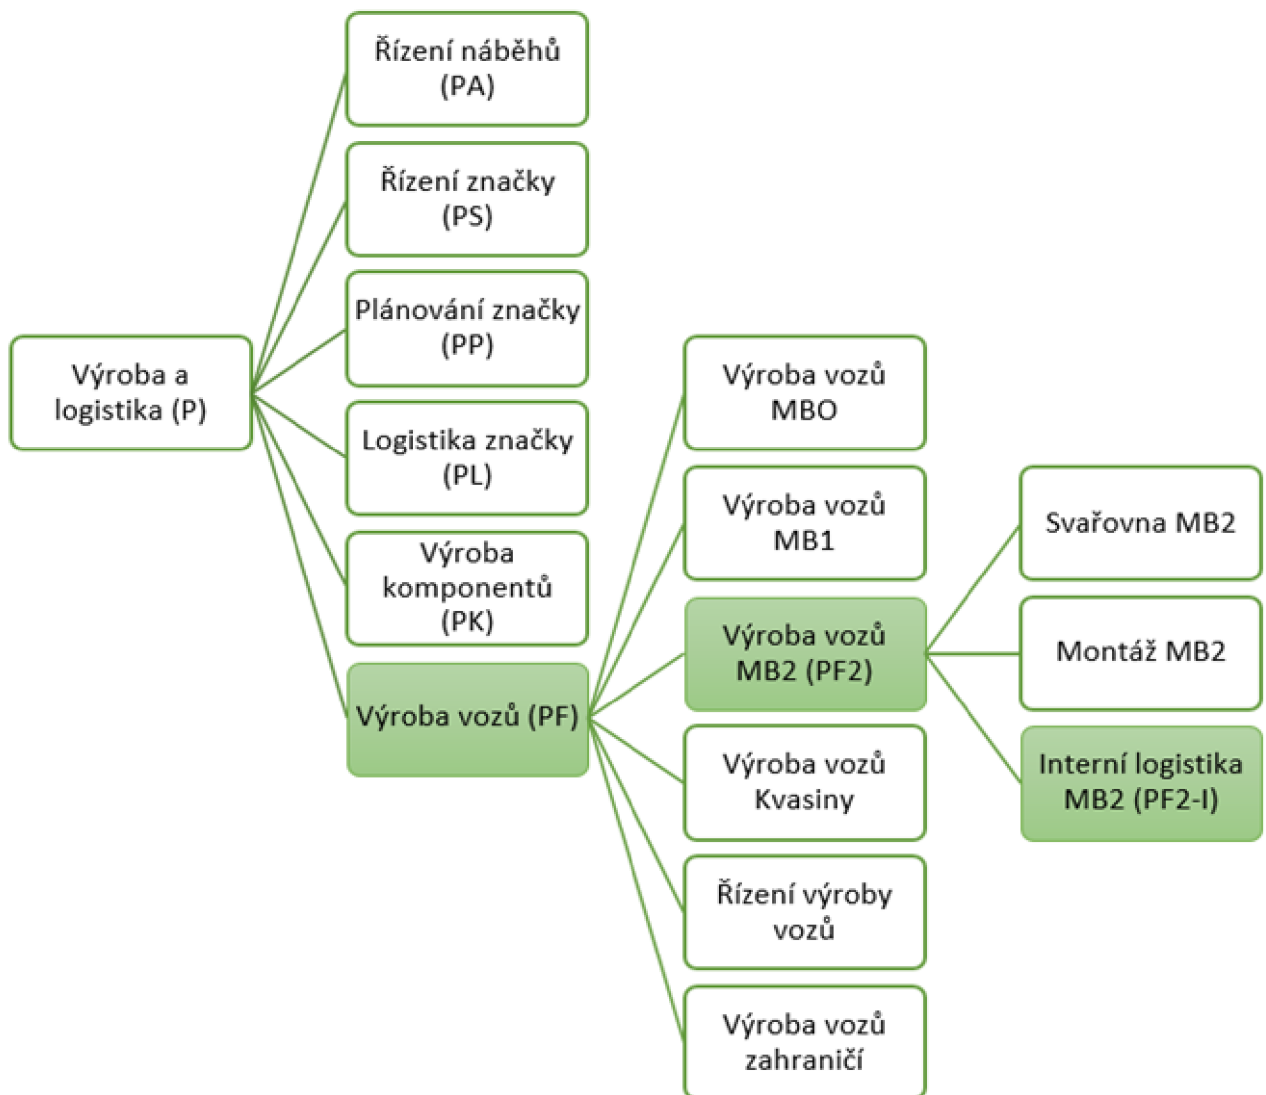 Výroba a
logistika (P)
Řízení náběhů
(PA)
Řízení značky
(PS)
Plánování značky
(PP)
Logistika značky
(PL)
Výroba
komponentů
(PK)
Výroba vozů (PF)
Výroba vozů
MBO
Výroba vozů
MB1
Výroba vozů
MB2 (PF2)
Výroba vozů
Kvasiny
Řízení výroby
vozů
Výroba vozů
zahraničí
Svařovna MB2
Montáž MB2
Interní logistika
MB2 (PF2-I)